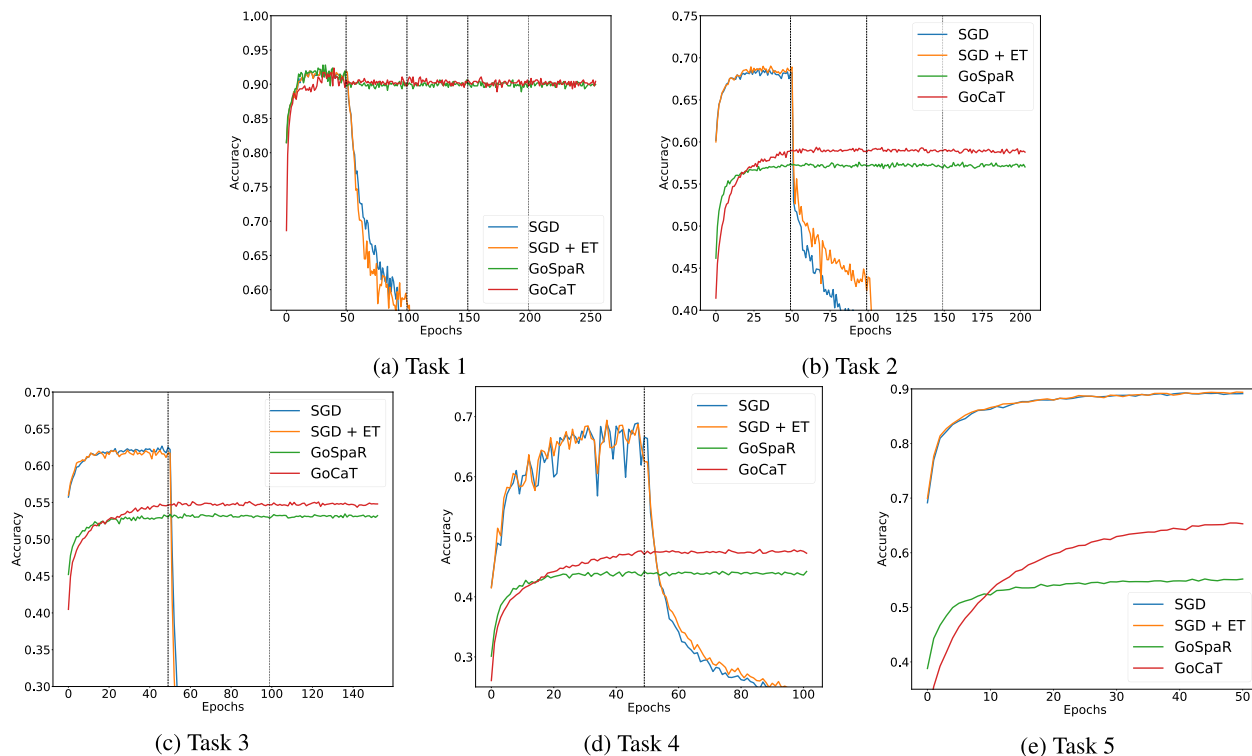 1.00
0.95
0.90
0.85
0.80
0.75
0.70
0.65
0.60
Accuracy
0 50 100 150 200 250
Epochs
SGD
SGD + ET
GoSpaR
GoCaT
(a) Task 1
0.75
0.70
0.65
0.60
0.55
0.50
0.45
0.40
Accuracy
0 25 50 75 100 125 150 175 200
Epochs
SGD
SGD + ET
GoSpaR
GoCaT
(b) Task 2
0.70
0.65
0.60
0.55
0.50
0.45
0.40
0.35
0.30
Accuracy
0 20 40 60 80 100 120 140
Epochs
SGD
SGD + ET
GoSpaR
GoCaT
(c) Task 3
0.7
0.6
0.5
0.4
0.3
Accuracy
0 20 40 60 80 100
Epochs
SGD
SGD + ET
GoSpaR
GoCaT
(d) Task 4
0.9
0.8
0.7
0.6
0.5
0.4
Accuracy
0 10 20 30 40 50
Epochs
SGD
SGD + ET
GoSpaR
GoCaT
(e) Task 5